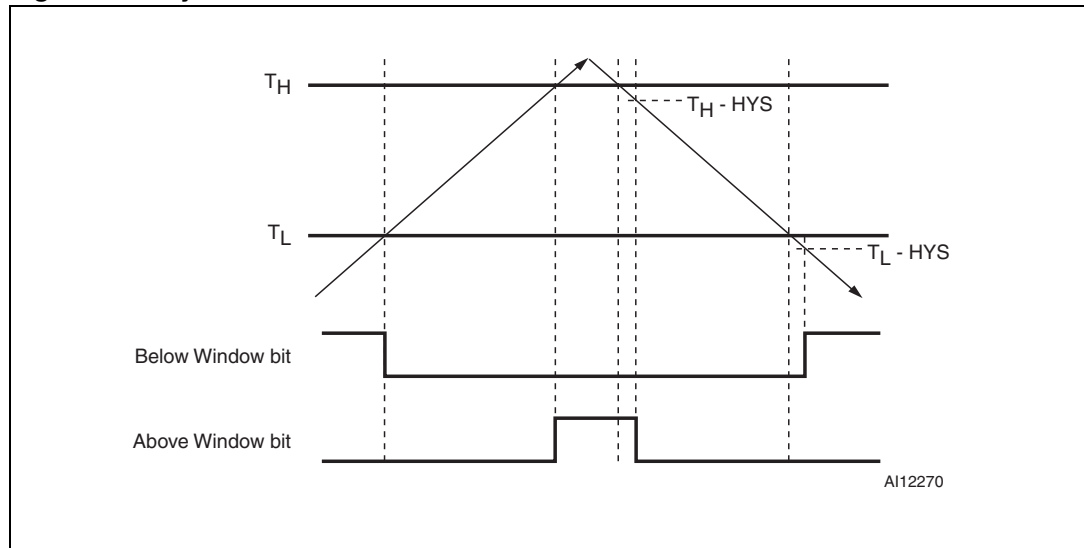 T_H
T_H - HYS
T_L
T_L - HYS
Below Window bit
Above Window bit
AI12270